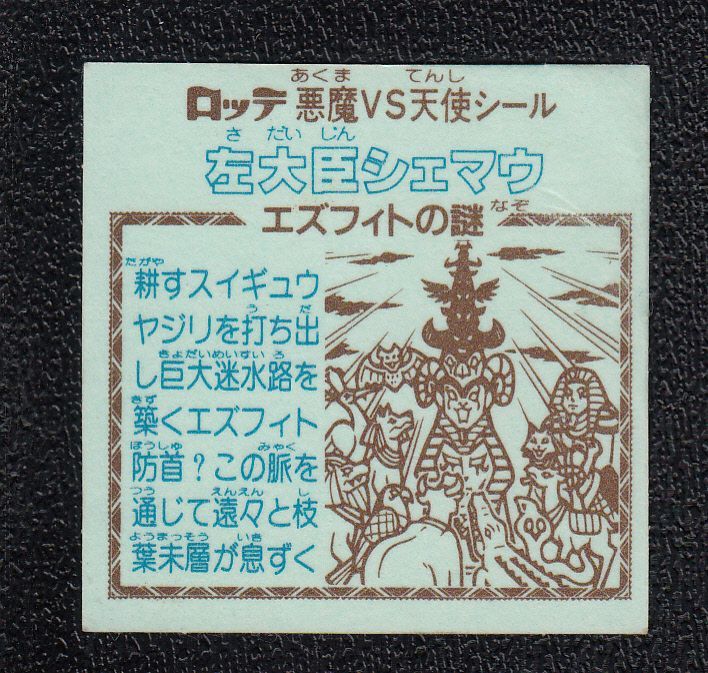 あくま てんし
ロッテ 悪魔VS天使シール
さ だい じん
左大臣シェマウ
エズフィトの謎 なぞ
たがや
耕すスイギュウ
う だ
ヤジリを打ち出
きょだいめいすい ろ
し巨大迷水路を
きず
築くエズフィト
ぼうしゅ みゃく
防首？この脈を
つう えんえん し
通じて遠々と枝
ようまっそう いき
葉末層が息ずく